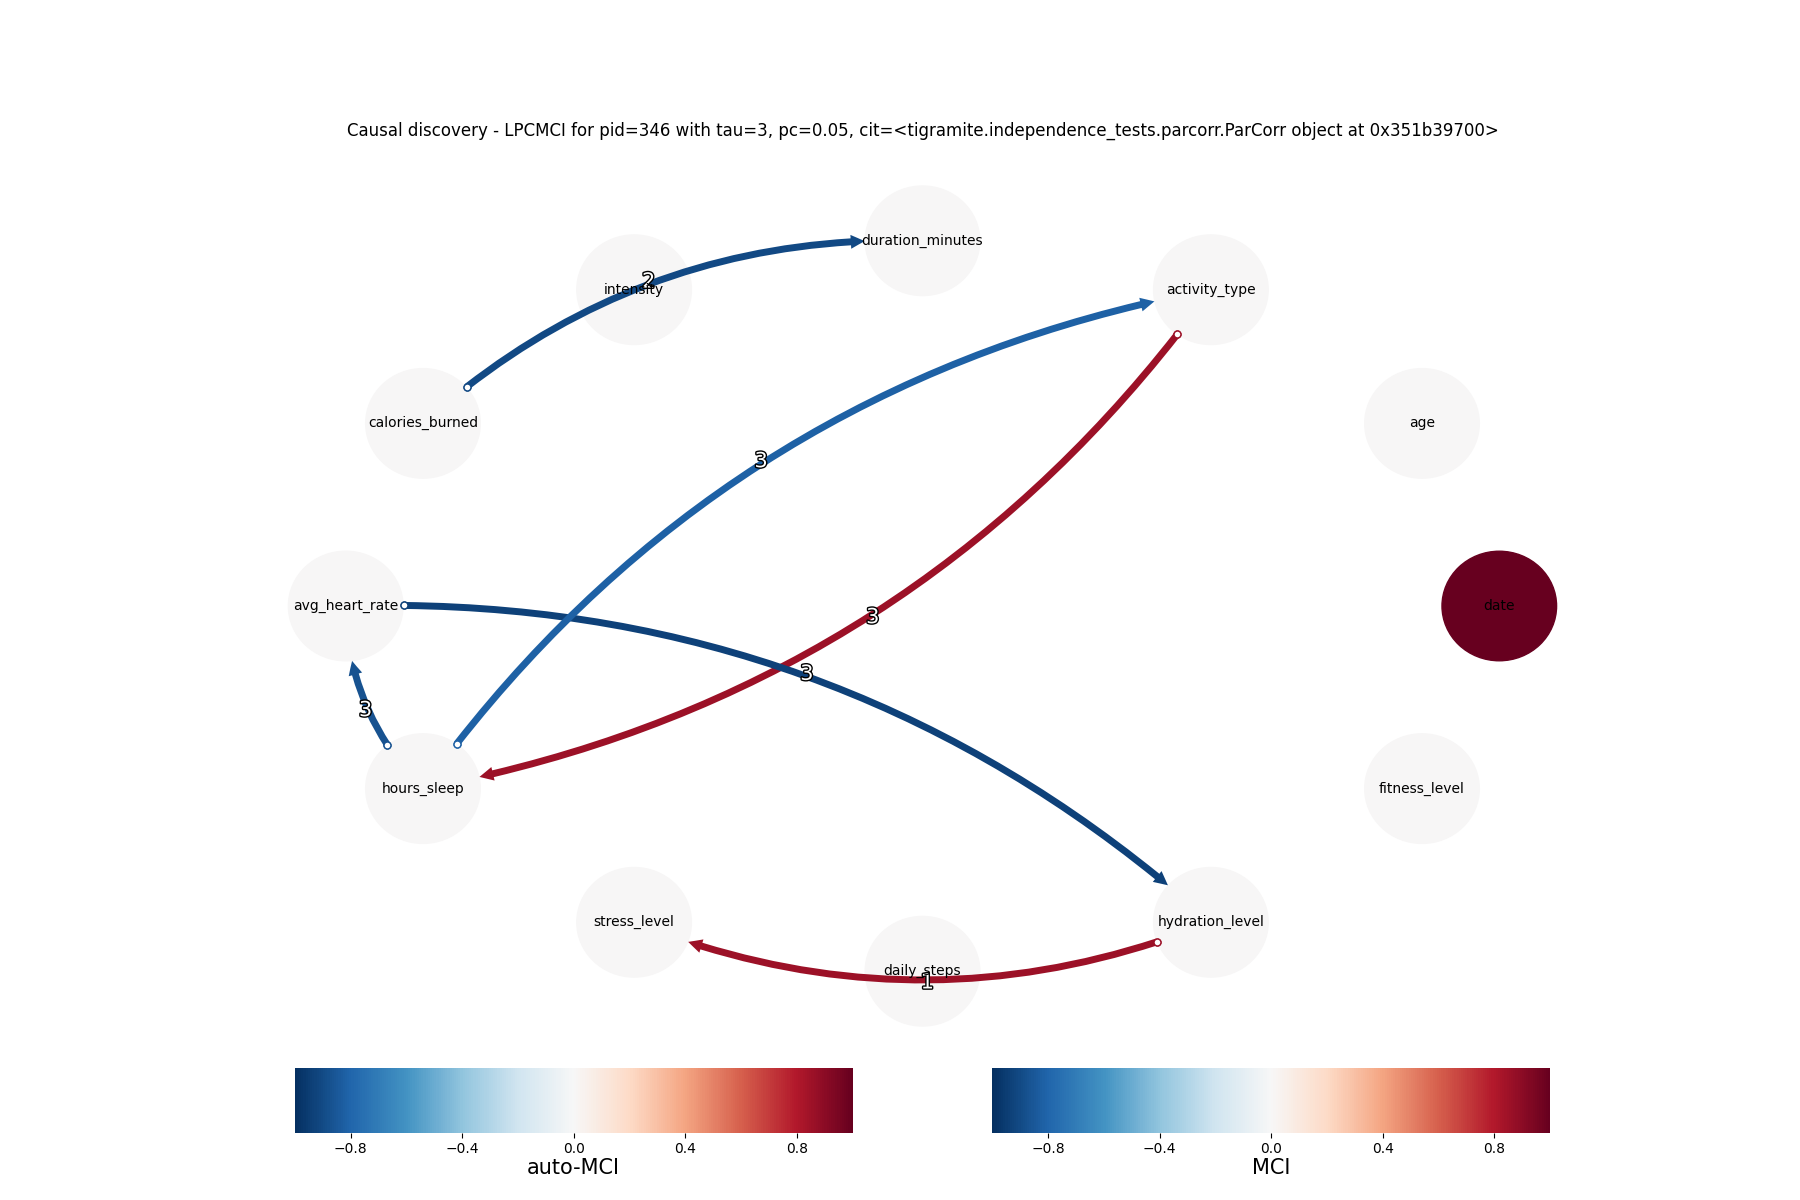 Causal discovery - LPCMCI for pid=346 with tau=3, pc=0.05, cit=<tigramite.independence_tests.parcorr.ParCorr object at 0x351b39700>
duration_minutes
2
intensity
activity_type
calories_burned
age
3
avg_heart_rate
date
3
3
3
hours_sleep
fitness_level
stress_level
hydration_level
daily_steps
1
−0.8 −0.4 0.0 0.4 0.8
auto-MCI
−0.8 −0.4 0.0 0.4 0.8
MCI